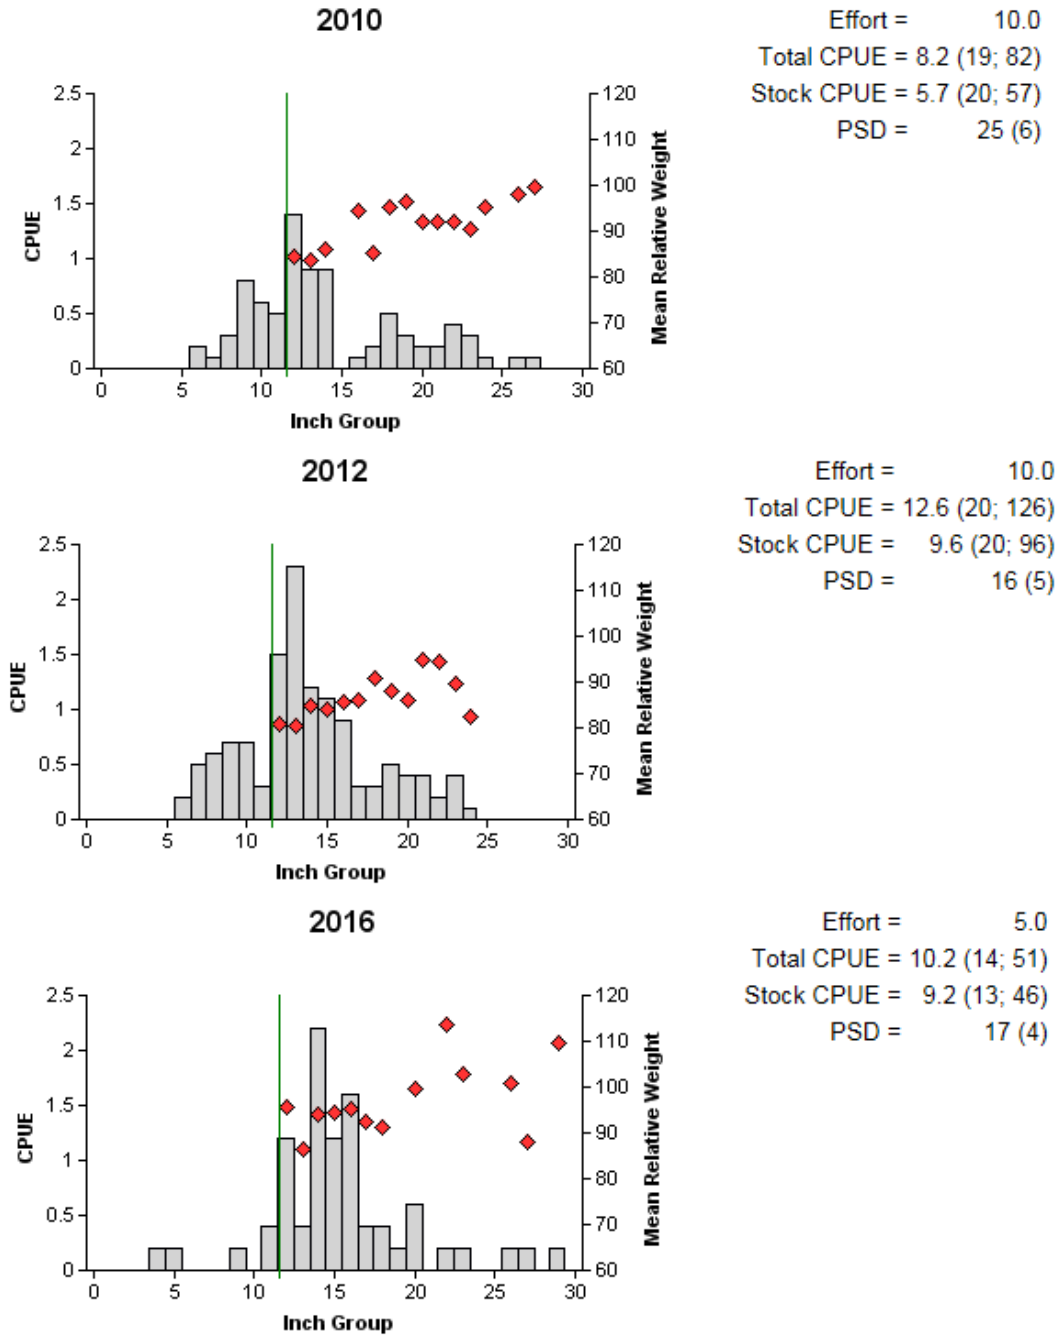 2010
Effort = 10.0
Total CPUE = 8.2 (19; 82)
Stock CPUE = 5.7 (20; 57)
PSD = 25 (6)
2.5
2
1.5
1
0.5
0
CPUE
120
110
100
90
80
70
60
Mean Relative Weight
0 5 10 15 20 25 30
Inch Group
2012
Effort = 10.0
Total CPUE = 12.6 (20; 126)
Stock CPUE = 9.6 (20; 96)
PSD = 16 (5)
2.5
2
1.5
1
0.5
0
CPUE
120
110
100
90
80
70
60
Mean Relative Weight
0 5 10 15 20 25 30
Inch Group
2016
Effort = 5.0
Total CPUE = 10.2 (14; 51)
Stock CPUE = 9.2 (13; 46)
PSD = 17 (4)
2.5
2
1.5
1
0.5
0
CPUE
120
110
100
90
80
70
60
Mean Relative Weight
0 5 10 15 20 25 30
Inch Group